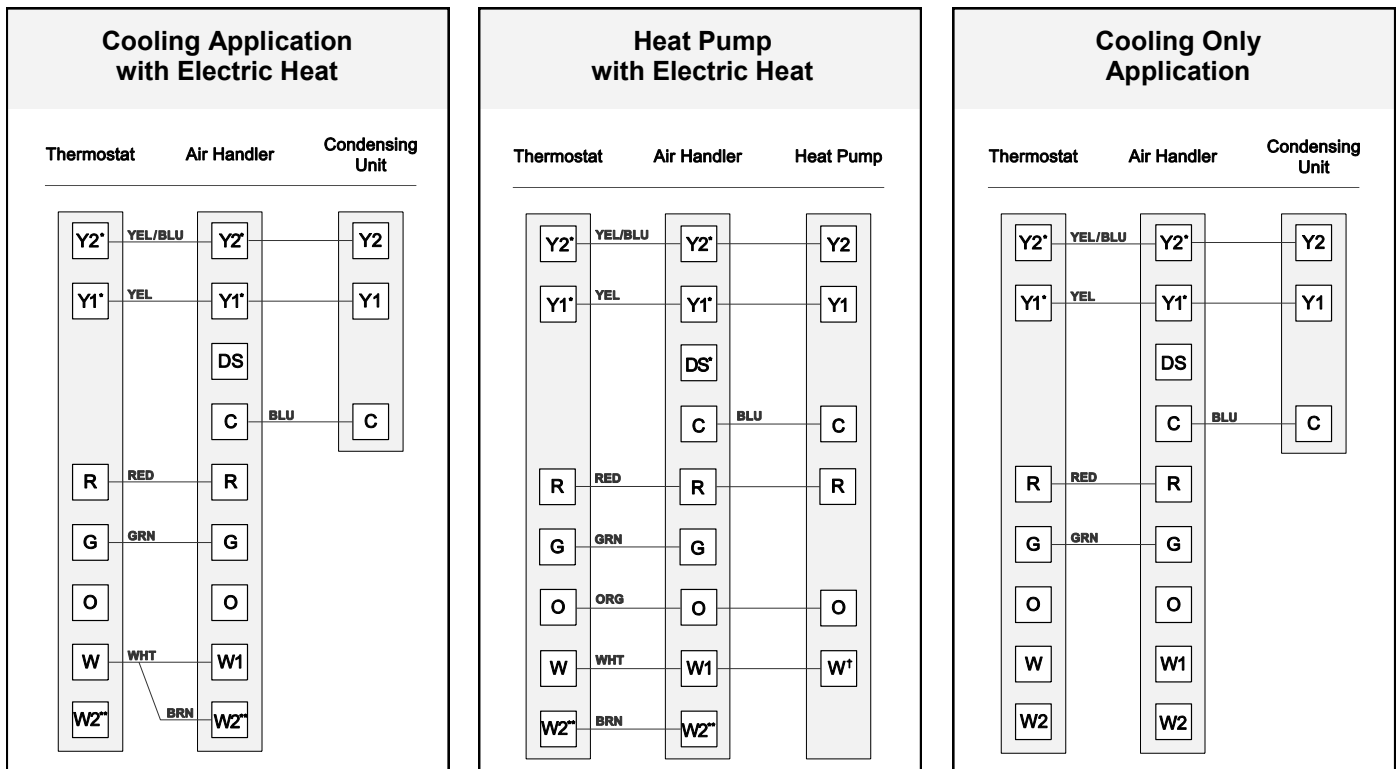 Cooling Application
with Electric Heat
Thermostat Air Handler Condensing
Unit
Y2* YEL/BLU Y2* Y2
Y1* YEL Y1* Y1
DS
C BLU C
R RED R
G GRN G
O O
W WHT W1
W2** BRN W2**
Heat Pump
with Electric Heat
Thermostat Air Handler Heat Pump
Y2* YEL/BLU Y2* Y2
Y1* YEL Y1* Y1
DS*
C BLU C
R RED R R
G GRN G
O ORG O O
W WHT W1 W†
W2** BRN W2**
Cooling Only
Application
Thermostat Air Handler Condensing
Unit
Y2* YEL/BLU Y2* Y2
Y1* YEL Y1* Y1
DS
C BLU C
R RED R
G GRN G
O O
W W1
W2 W2